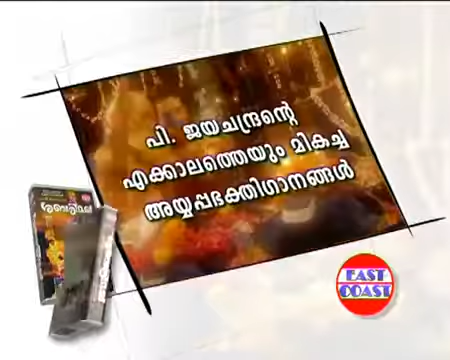 പി. ജയചന്ദ്രന്റെ
എക്കാലത്തെയും മികച്ച
അയ്യപ്പഭക്തിഗാനങ്ങൾ
EAST
COAST